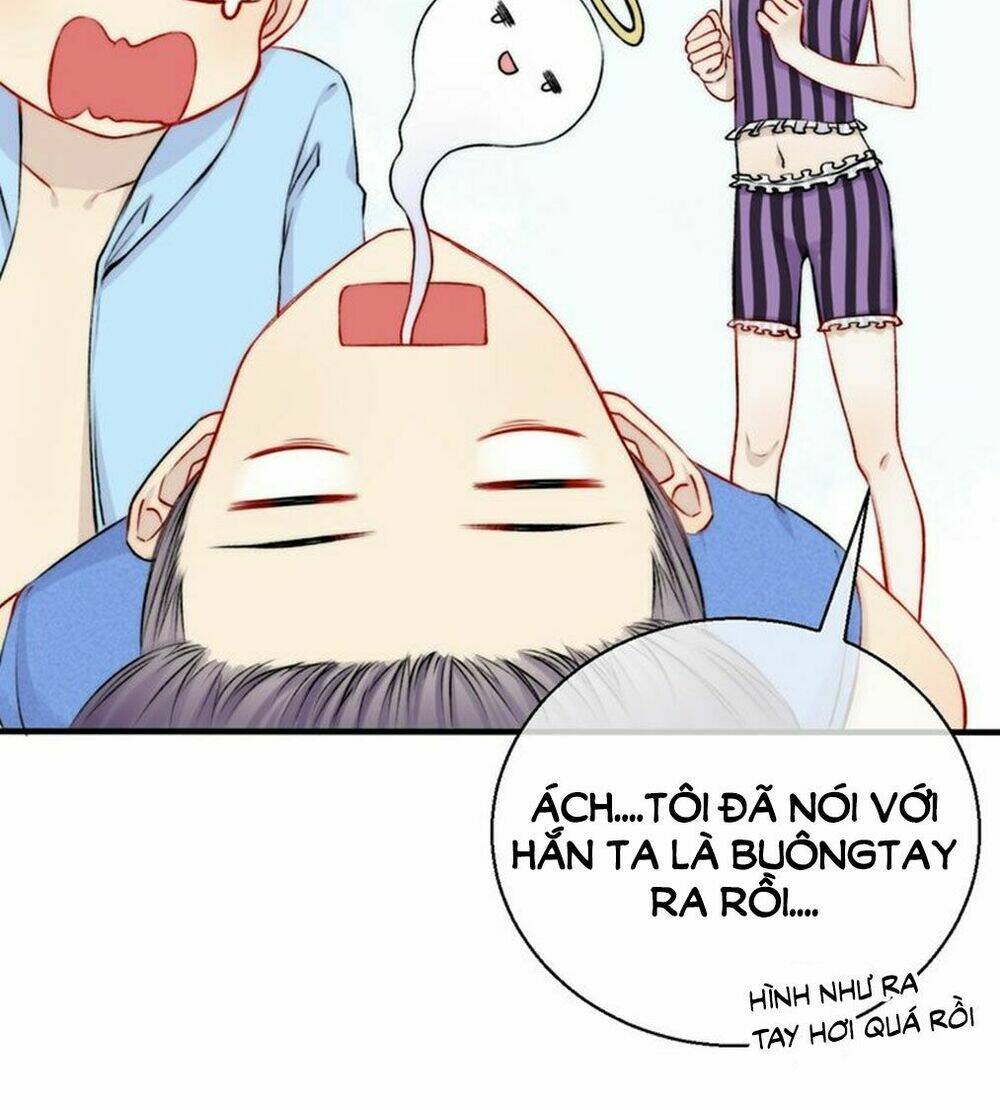 ÁCH....TÔI ĐÃ NÓI VỚI
HẮN TA LÀ BUÔNGTAY
RA RỒI....
HÌNH NHƯ RA
TAY HƠI QUÁ RỒI